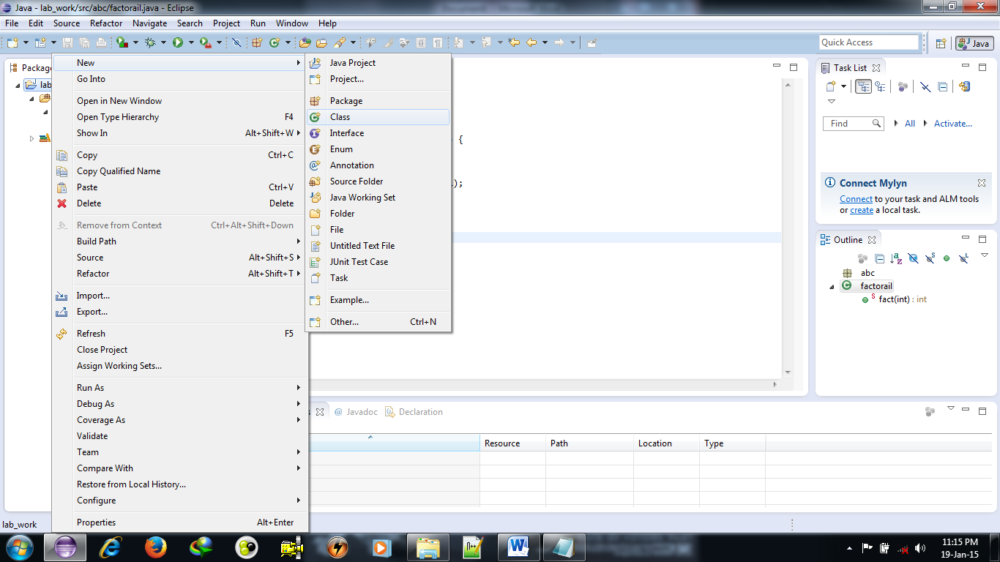 Java - lab_work/src/abc/factorail.java - Eclipse
File Edit Source Refactor Navigate Search Project Run Window Help
Quick Access
Java
Package
lab
New
Go Into
Open in New Window
Open Type Hierarchy F4
Show In Alt+Shift+W
Copy Ctrl+C
Copy Qualified Name
Paste Ctrl+V
Delete Delete
Remove from Context Ctrl+Alt+Shift+Down
Build Path
Source Alt+Shift+S
Refactor Alt+Shift+T
Import...
Export...
Refresh F5
Close Project
Assign Working Sets...
Run As
Debug As
Coverage As
Validate
Team
Compare With
Restore from Local History...
Configure
Properties Alt+Enter
Java Project
Project...
Package
Class
Interface
Enum
Annotation
Source Folder
Java Working Set
Folder
File
Untitled Text File
JUnit Test Case
Task
Example...
Other... Ctrl+N
{
);
Task List
Find All Activate...
Connect Mylyn
Connect to your task and ALM tools
or create a local task.
Outline
abc
factorail
fact(int) : int
@ Javadoc Declaration
Resource Path Location Type
lab_work
11:15 PM
19-Jan-15